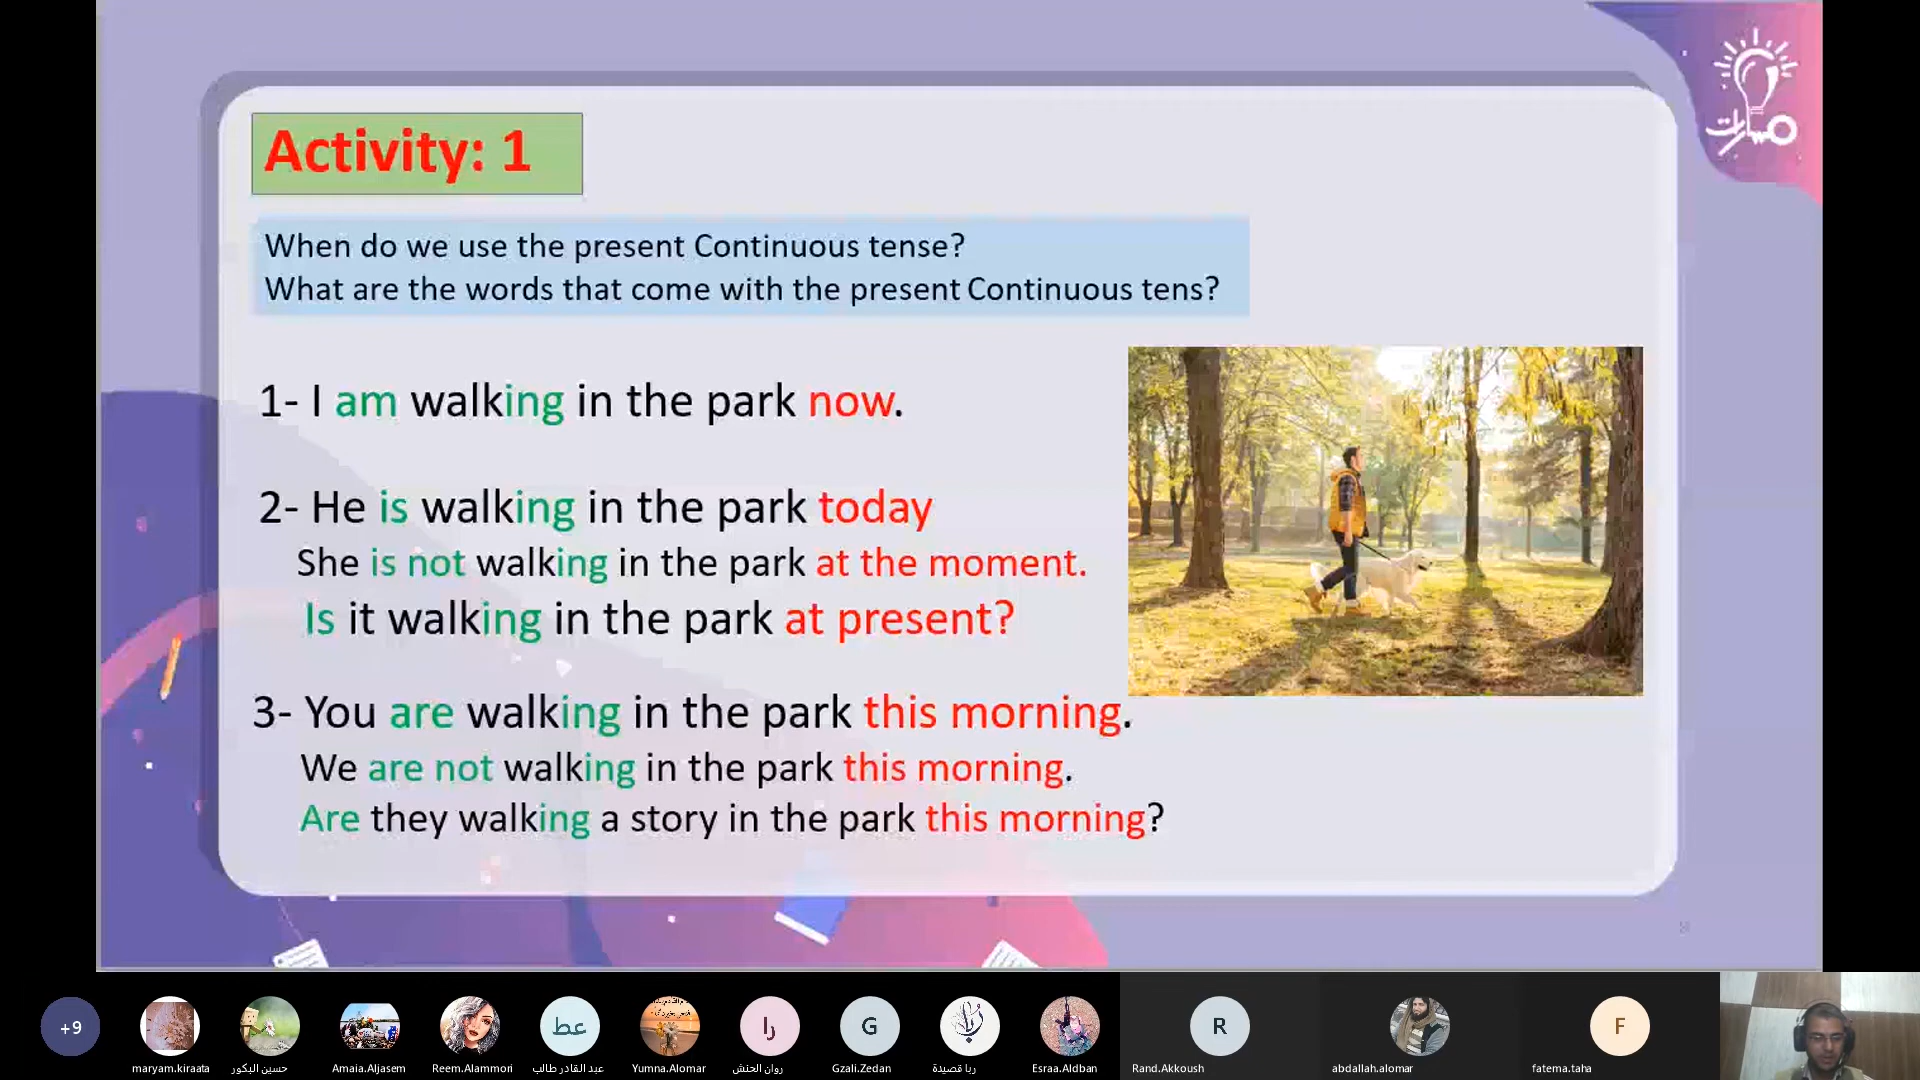 مسارات
Activity: 1
When do we use the present Continuous tense?
What are the words that come with the present Continuous tens?
1- I am walking in the park now.
2- He is walking in the park today
She is not walking in the park at the moment.
Is it walking in the park at present?
3- You are walking in the park this morning.
We are not walking in the park this morning.
Are they walking a story in the park this morning?
+9
عط
را
G
R
F
maryam.kiraata
حسين البكور
Amaia.Aljasem
Reem.Alammori
عبد القادر طالب
Yumna.Alomar
روان الحنش
Gzali.Zedan
ربا قصيدة
Esraa.Aldban
Rand.Akkoush
abdallah.alomar
fatema.taha